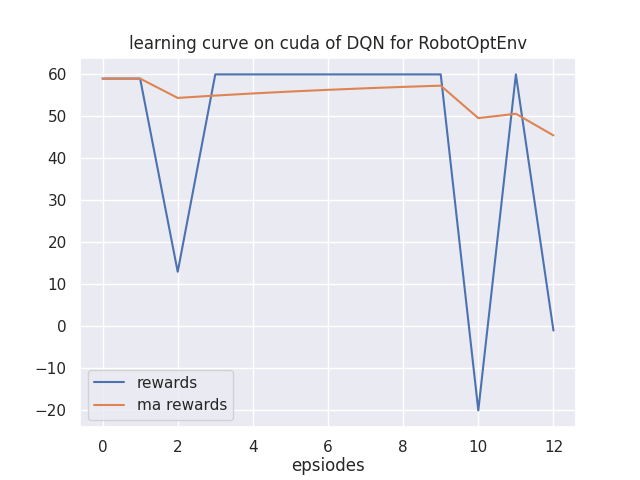 learning curve on cuda of DQN for RobotOptEnv
60
50
40
30
20
10
0
−10
−20
rewards
ma rewards
0 2 4 6 8 10 12
epsiodes